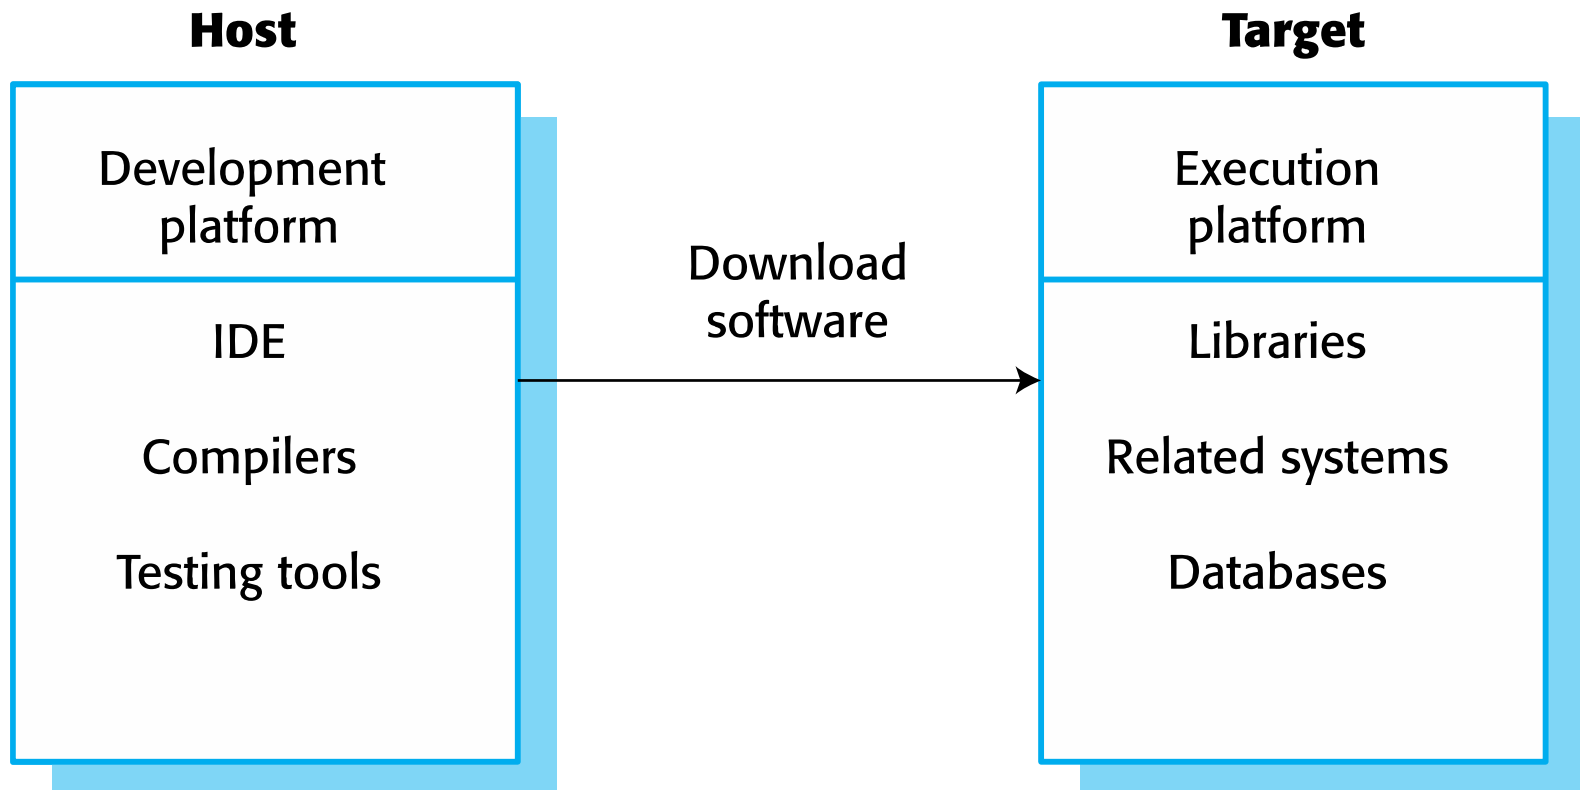 Host
Development
platform
IDE
Compilers
Testing tools
Download
software
Target
Execution
platform
Libraries
Related systems
Databases